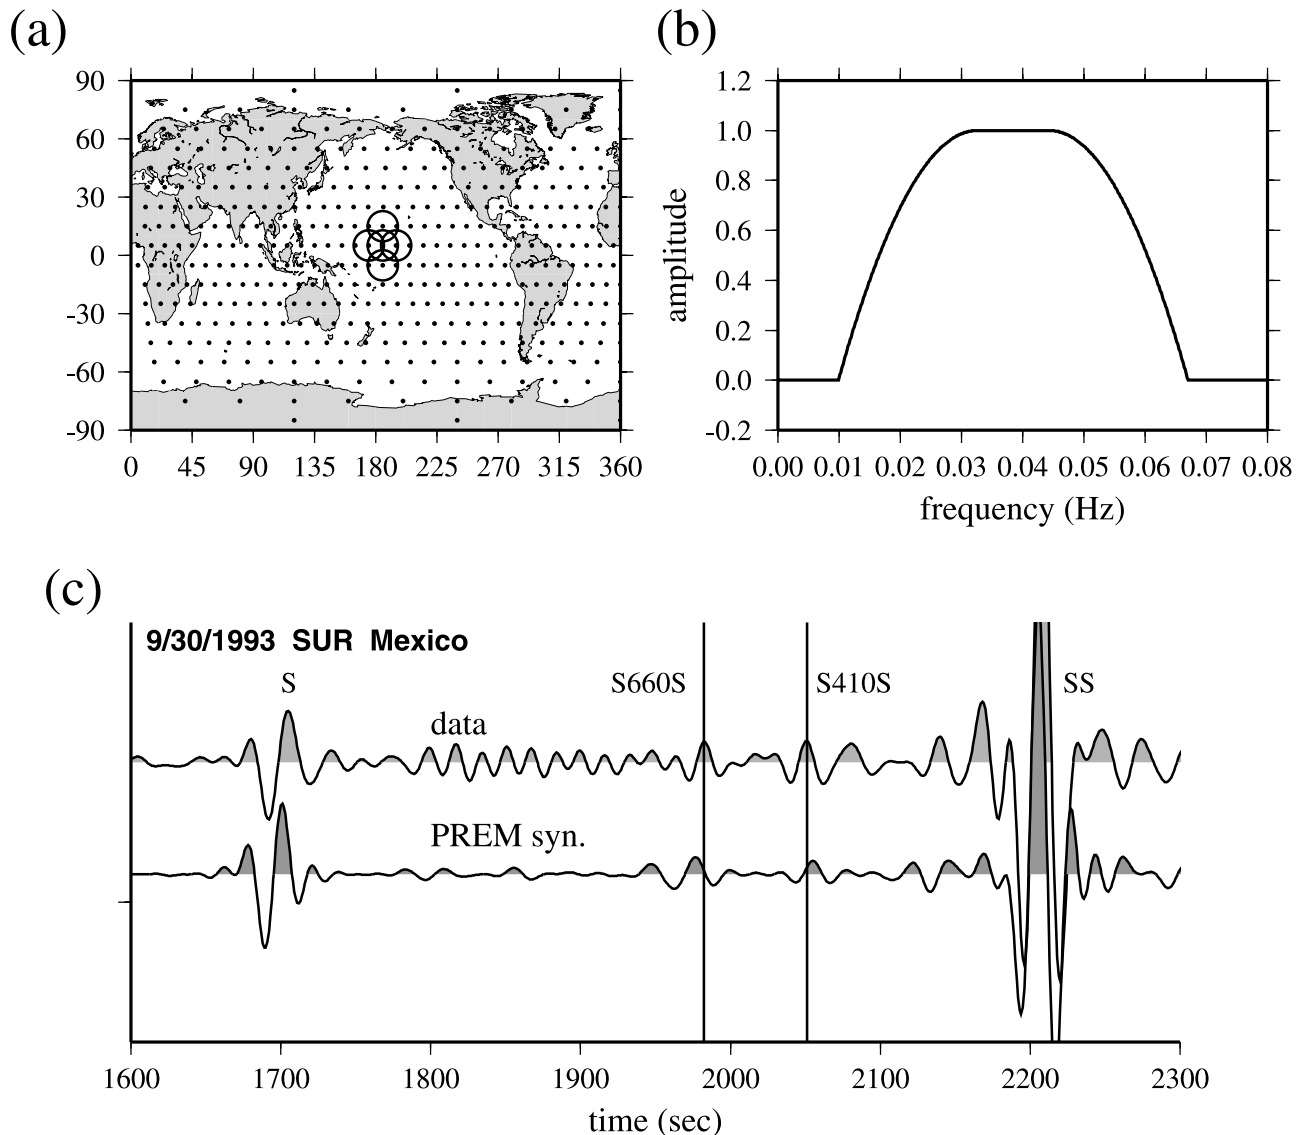 (a)
(b)
90
60
30
0
-30
-60
-90
0 45 90 135 180 225 270 315 360
1.2
1.0
0.8
0.6
0.4
0.2
0.0
-0.2
amplitude
0.00 0.01 0.02 0.03 0.04 0.05 0.06 0.07 0.08
frequency (Hz)
(c)
9/30/1993 SUR Mexico
S S660S S410S SS
data
PREM syn.
1600 1700 1800 1900 2000 2100 2200 2300
time (sec)